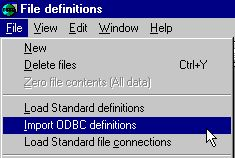 File definitions
File Edit View Window Help
New
Delete files Ctrl+Y
Zero file contents (All data)
Load Standard definitions
Import ODBC definitions
Load Standard file connections